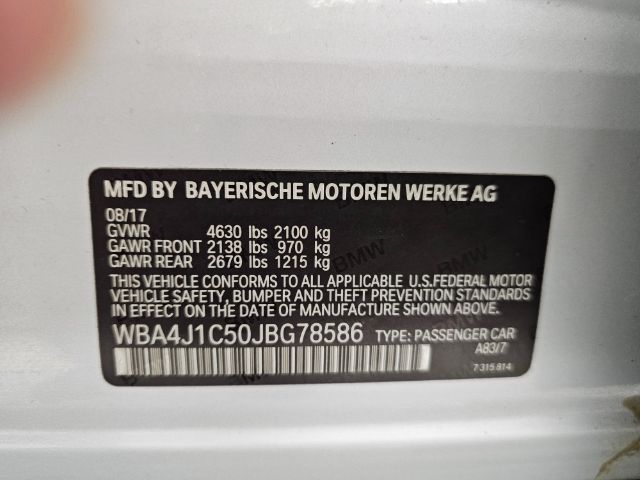 MFD BY BAYERISCHE MOTOREN WERKE AG
08/17
GVWR 4630 lbs 2100 kg
GAWR FRONT 2138 lbs 970 kg
GAWR REAR 2679 lbs 1215 kg
THIS VEHICLE CONFORMS TO ALL APPLICABLE U.S.FEDERAL MOTOR
VEHICLE SAFETY, BUMPER AND THEFT PREVENTION STANDARDS
IN EFFECT ON THE DATE OF MANUFACTURE SHOWN ABOVE.
WBA4J1C50JBG78586 TYPE: PASSENGER CAR
A83/7
7 315 814
BMW
BMW